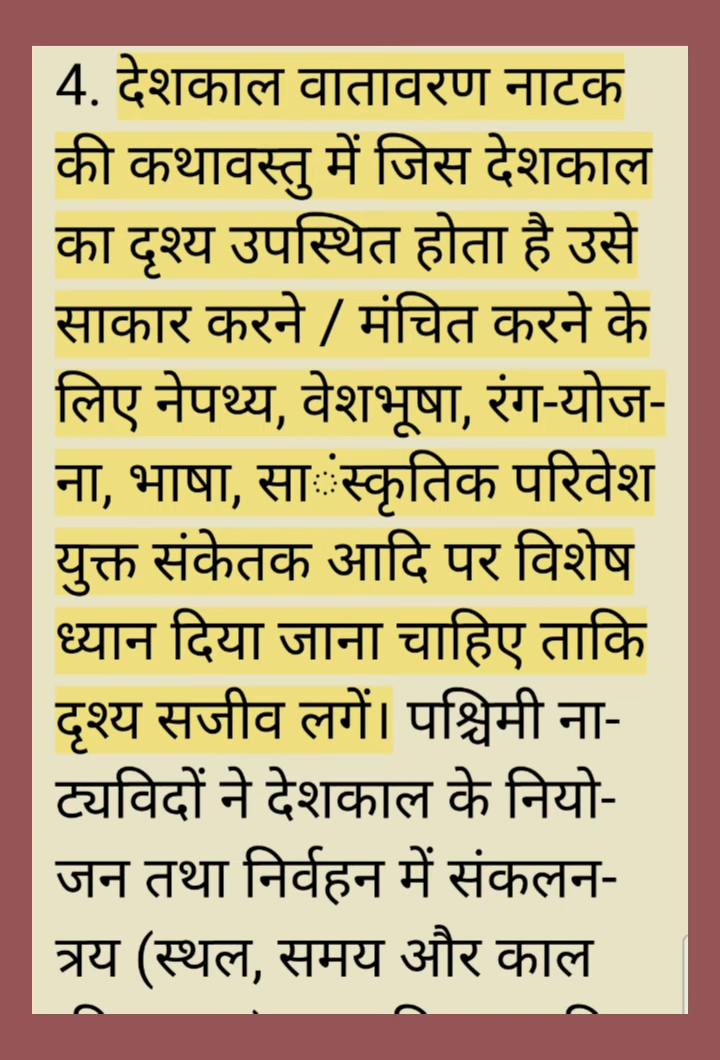 4. देशकाल वातावरण नाटक
की कथावस्तु में जिस देशकाल
का दृश्य उपस्थित होता है उसे
साकार करने / मंचित करने के
लिए नेपथ्य, वेशभूषा, रंग-योज-
ना, भाषा, सांंस्कृतिक परिवेश
युक्त संकेतक आदि पर विशेष
ध्यान दिया जाना चाहिए ताकि
दृश्य सजीव लगें। पश्चिमी ना-
ट्यविदों ने देशकाल के नियो-
जन तथा निर्वहन में संकलन-
त्रय (स्थल, समय और काल